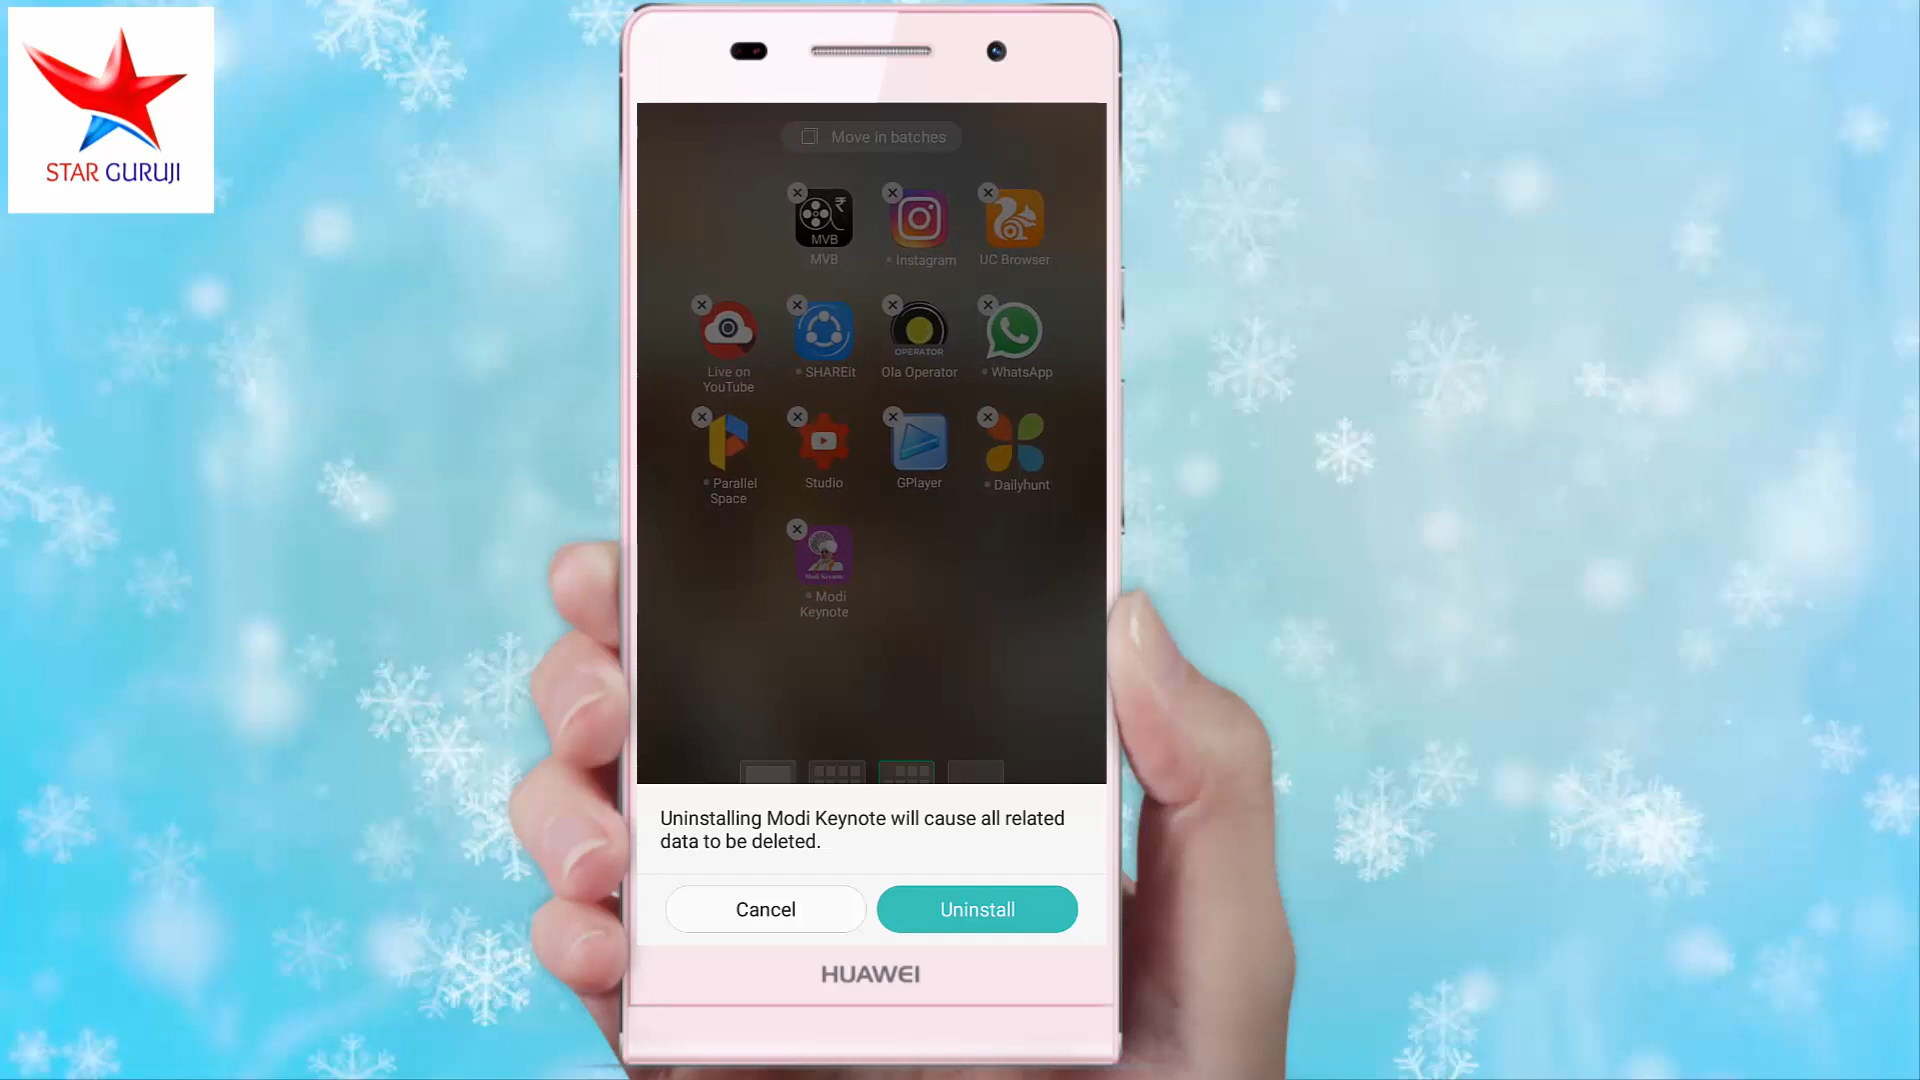 STAR GURUJI
Move in batches
MVB
MVB
Instagram
UC Browser
OPERATOR
Live on
YouTube
SHAREit
Ola Operator
WhatsApp
Parallel
Space
Studio
GPlayer
Dailyhunt
Modi Keynote
Modi
Keynote
Uninstalling Modi Keynote will cause all related
data to be deleted.
Cancel
Uninstall
HUAWEI